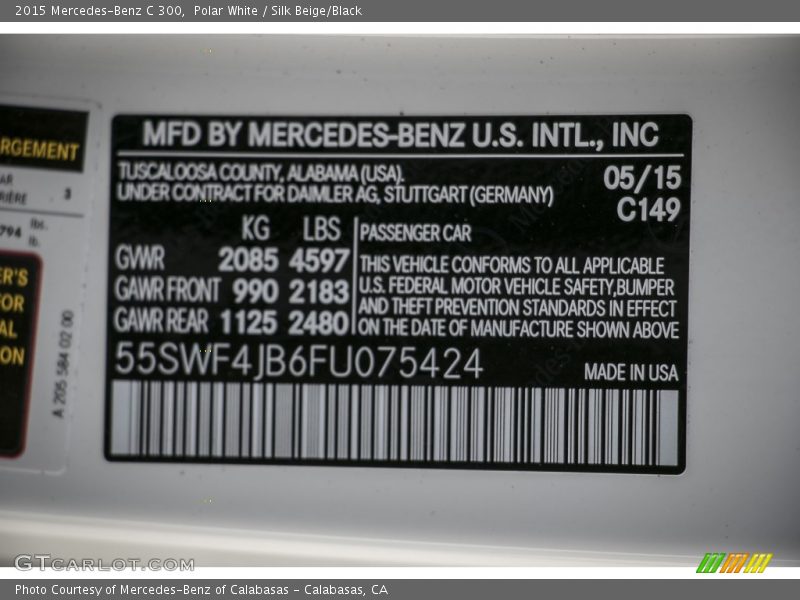 2015 Mercedes-Benz C 300, Polar White / Silk Beige/Black
MFD BY MERCEDES-BENZ U.S. INTL., INC
TUSCALOOSA COUNTY, ALABAMA (USA).
UNDER CONTRACT FOR DAIMLER AG, STUTTGART (GERMANY)
05/15
C149
KG LBS
GVWR 2085 4597
GAWR FRONT 990 2183
GAWR REAR 1125 2480
PASSENGER CAR
THIS VEHICLE CONFORMS TO ALL APPLICABLE
U.S. FEDERAL MOTOR VEHICLE SAFETY,BUMPER
AND THEFT PREVENTION STANDARDS IN EFFECT
ON THE DATE OF MANUFACTURE SHOWN ABOVE
55SWF4JB6FU075424
MADE IN USA
3
794 lbs.
lb.
A 205 584 02 00
GTCARLOT.COM
Photo Courtesy of Mercedes-Benz of Calabasas - Calabasas, CA